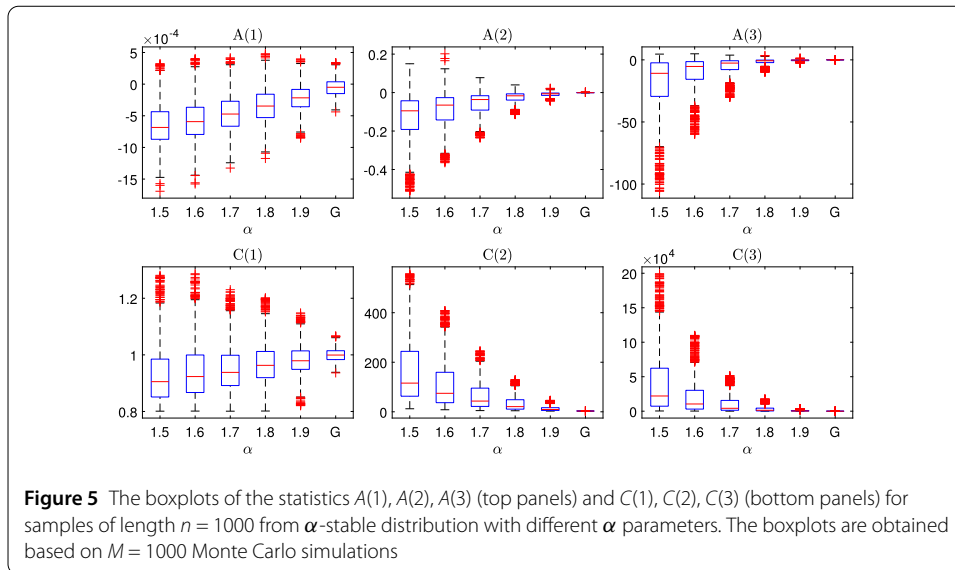 A(1) A(2) A(3)
×10⁻⁴
5
0
-5
-10
-15
1.5 1.6 1.7 1.8 1.9 G
α
0.2
0
-0.2
-0.4
1.5 1.6 1.7 1.8 1.9 G
α
0
-50
-100
1.5 1.6 1.7 1.8 1.9 G
α
C(1) C(2) C(3)
1.2
1
0.8
1.5 1.6 1.7 1.8 1.9 G
α
400
200
0
1.5 1.6 1.7 1.8 1.9 G
α
×10⁴
20
15
10
5
0
1.5 1.6 1.7 1.8 1.9 G
α
Figure 5 The boxplots of the statistics A(1), A(2), A(3) (top panels) and C(1), C(2), C(3) (bottom panels) for
samples of length n = 1000 from α-stable distribution with different α parameters. The boxplots are obtained
based on M = 1000 Monte Carlo simulations